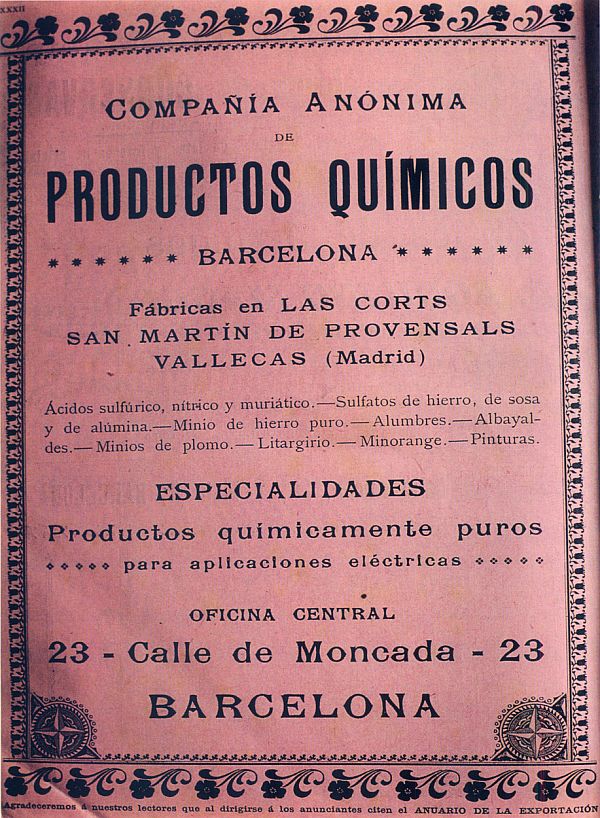 XXXII
COMPAÑÍA ANÓNIMA
DE
PRODUCTOS QUÍMICOS
BARCELONA
Fábricas en LAS CORTS
SAN MARTÍN DE PROVENSALS
VALLECAS (Madrid)
Ácidos sulfúrico, nítrico y muriático.—Sulfatos de hierro, de sosa
y de alúmina.—Minio de hierro puro.—Alumbres.—Albayal-
des.—Minios de plomo.—Litargirio.—Minorange.—Pinturas.
ESPECIALIDADES
Productos químicamente puros
para aplicaciones eléctricas
OFICINA CENTRAL
23 - Calle de Moncada - 23
BARCELONA
Agradeceremos á nuestros lectores que al dirigirse á los anunciantes citen el ANUARIO DE LA EXPORTACIÓN